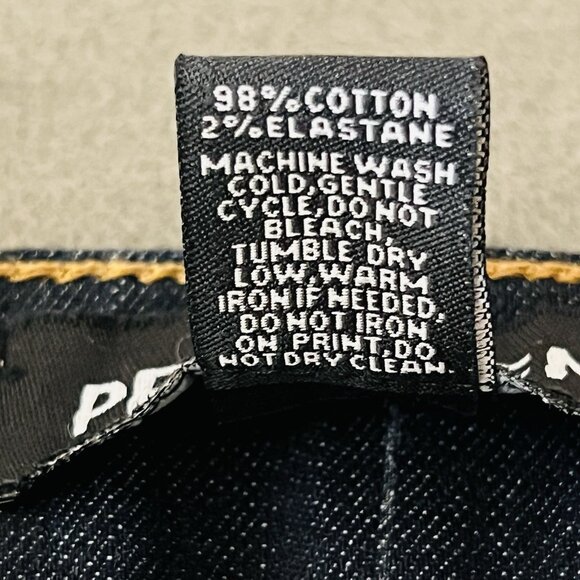 98%COTTON
2%ELASTANE
MACHINE WASH
COLD,GENTLE
CYCLE,DO NOT
BLEACH,
TUMBLE DRY
LOW,WARM
IRON IF NEEDED,
DO NOT IRON
ON PRINT,DO
NOT DRY CLEAN.